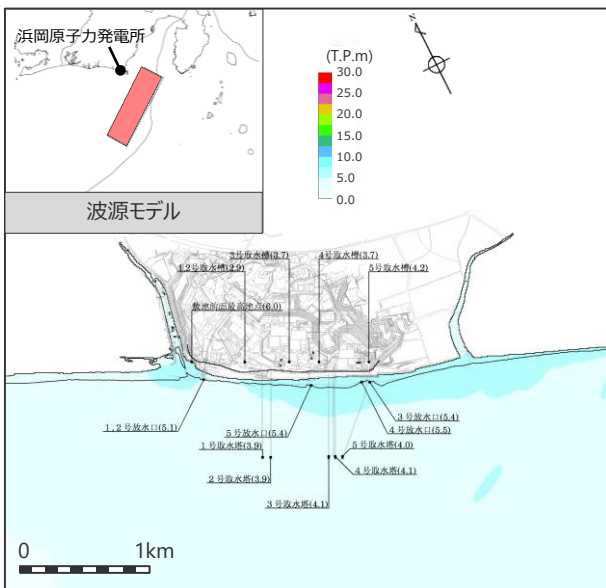 浜岡原子力発電所
波源モデル
(T.P.m)
30.0
25.0
20.0
15.0
10.0
5.0
0.0
N
3号取水槽(3.7)
4号取水槽(3.7)
1,2号取水槽(2.9)
5号取水槽(4.2)
敷地前面最高地点(6.0)
1,2号放水口(5.1)
5号放水口(5.4)
3号放水口(5.4)
4号放水口(5.5)
1号取水塔(3.9)
5号取水塔(4.0)
2号取水塔(3.9)
4号取水塔(4.1)
3号取水塔(4.1)
0 1km